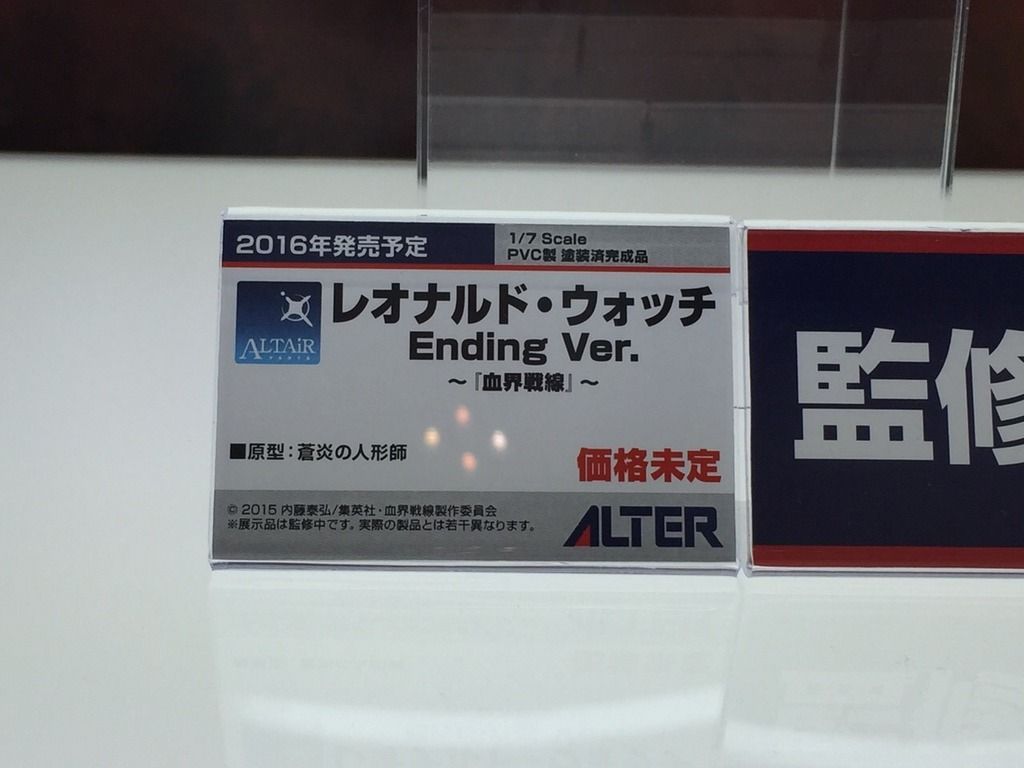 2016年発売予定
1/7 Scale
PVC製 塗装済完成品
ALTAiR
レオナルド・ウォッチ
Ending Ver.
～『血界戦線』～
■原型：蒼炎の人形師
価格未定
© 2015 内藤泰弘/集英社・血界戦線製作委員会
※展示品は監修中です。実際の製品とは若干異なります。
ALTER
監修